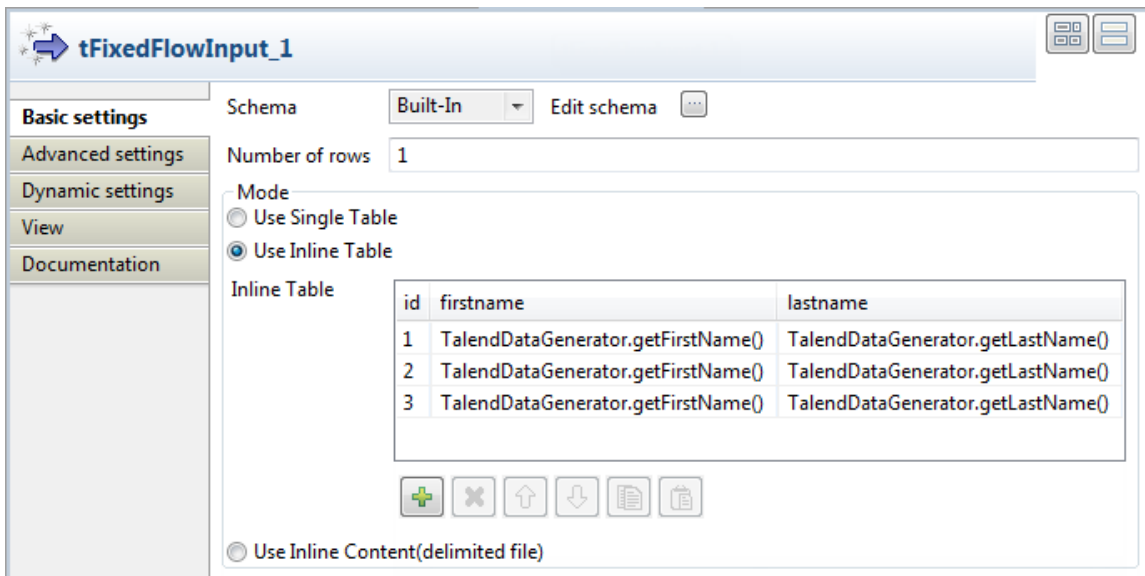 tFixedFlowInput_1
Basic settings
Advanced settings
Dynamic settings
View
Documentation
Schema Built-In Edit schema ...
Number of rows 1
Mode
Use Single Table
Use Inline Table
Inline Table
id firstname lastname
1 TalendDataGenerator.getFirstName() TalendDataGenerator.getLastName()
2 TalendDataGenerator.getFirstName() TalendDataGenerator.getLastName()
3 TalendDataGenerator.getFirstName() TalendDataGenerator.getLastName()
Use Inline Content(delimited file)